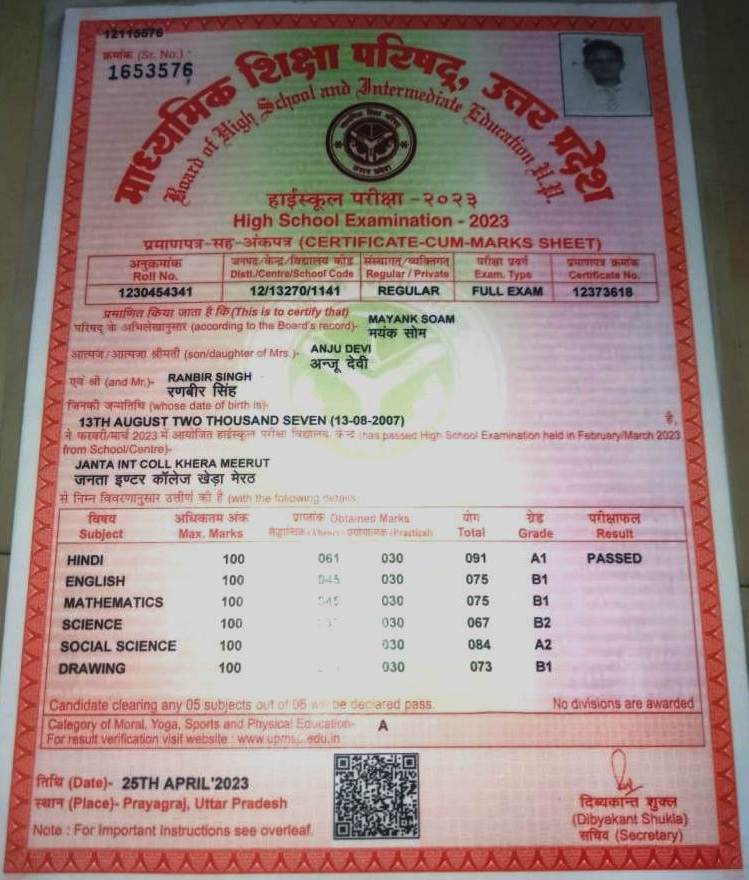 12115576
क्रमांक (Sr. No.)
1653576
माध्यमिक शिक्षा परिषद, उत्तर प्रदेश
Board of High School and Intermediate Education U.P.
हाईस्कूल परीक्षा -२०२३
High School Examination - 2023
प्रमाणपत्र-सह-अंकपत्र (CERTIFICATE-CUM-MARKS SHEET)
अनुक्रमांक जनपद/केन्द्र/विद्यालय कोड संस्थागत/व्यक्तिगत परीक्षा प्रवर्ग प्रमाणपत्र क्रमांक
Roll No. Distt./Centre/School Code Regular / Private Exam. Type Certificate No.
1230454341 12/13270/1141 REGULAR FULL EXAM 12373618
प्रमाणित किया जाता है कि (This is to certify that)
MAYANK SOAM
परिषद के अभिलेखानुसार (according to the Board's record)- मयंक सोम
ANJU DEVI
आत्मज/आत्मजा श्रीमती (son/daughter of Mrs.)- अन्जू देवी
एवं श्री (and Mr.)- RANBIR SINGH
रणबीर सिंह
जिनकी जन्मतिथि (whose date of birth is)-
13TH AUGUST TWO THOUSAND SEVEN (13-08-2007) है,
ने फरवरी/मार्च 2023 में आयोजित हाईस्कूल परीक्षा विद्यालय केन्द्र (has passed High School Examination held in February/March 2023
from School/Centre)-
JANTA INT COLL KHERA MEERUT
जनता इण्टर कॉलेज खेड़ा मेरठ
से निम्न विवरणानुसार उत्तीर्ण की है (with the following details
विषय अधिकतम अंक प्राप्तांक Obtained Marks योग ग्रेड परीक्षाफल
Subject Max. Marks सैद्धान्तिक (Theory) प्रयोगात्मक (Practical) Total Grade Result
HINDI 100 061 030 091 A1 PASSED
ENGLISH 100 045 030 075 B1
MATHEMATICS 100 045 030 075 B1
SCIENCE 100 030 067 B2
SOCIAL SCIENCE 100 030 084 A2
DRAWING 100 030 073 B1
Candidate clearing any 05 subjects out of 06 will be declared pass. No divisions are awarded
Category of Moral, Yoga, Sports and Physical Education- A
For result verification visit website : www.upmsp.edu.in
तिथि (Date)- 25TH APRIL'2023
स्थान (Place)- Prayagraj, Uttar Pradesh
Note : For Important Instructions see overleaf.
दिब्यकान्त शुक्ल
(Dibyakant Shukla)
सचिव (Secretary)